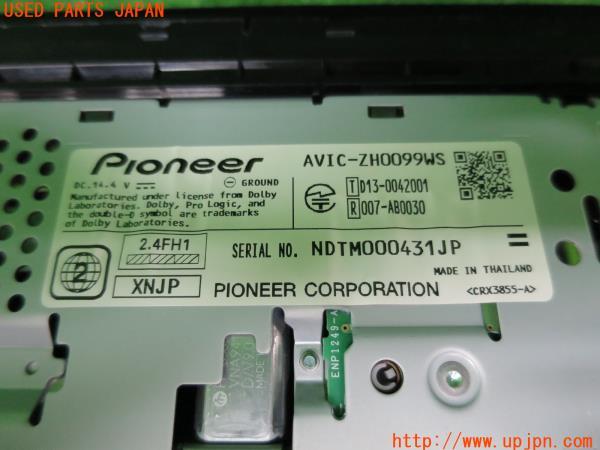 USED PARTS JAPAN
Pioneer
AVIC-ZH0099WS
DC.14.4 V
GROUND
T D13-0042001
R 007-AB0030
Manufactured under license from Dolby
Laboratories. Dolby, Pro Logic, and
the double-D symbol are trademarks
of Dolby Laboratories.
2
2.4FH1
SERIAL NO. NDTM000431JP
MADE IN THAILAND
XNJP
PIONEER CORPORATION
<CRX3855-A>
ENP1249-A
http://www.upjpn.com/